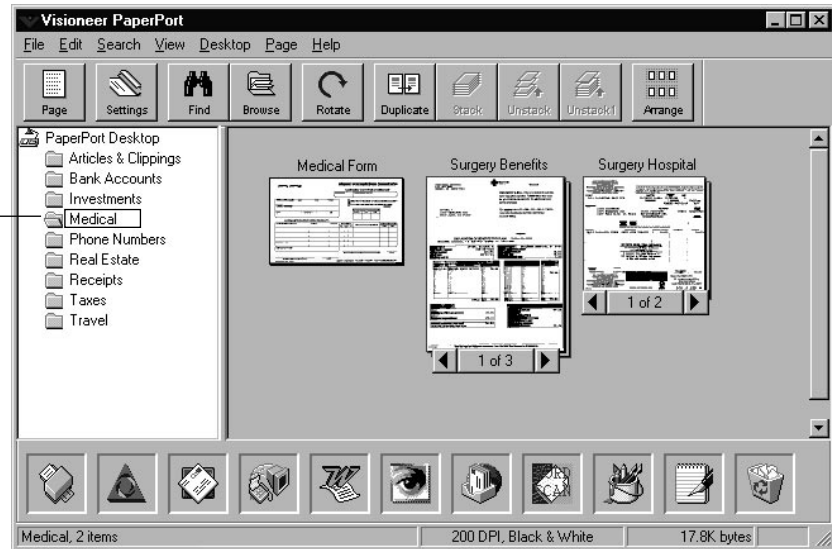 Visioneer PaperPort
File Edit Search View Desktop Page Help
Page Settings Find Browse Rotate Duplicate Stack Unstack Unstack1 Arrange
PaperPort Desktop
Articles & Clippings
Bank Accounts
Investments
Medical
Phone Numbers
Real Estate
Receipts
Taxes
Travel
Medical Form
Surgery Benefits
Surgery Hospital
1 of 3
1 of 2
Medical, 2 items 200 DPI, Black & White 17.8K bytes